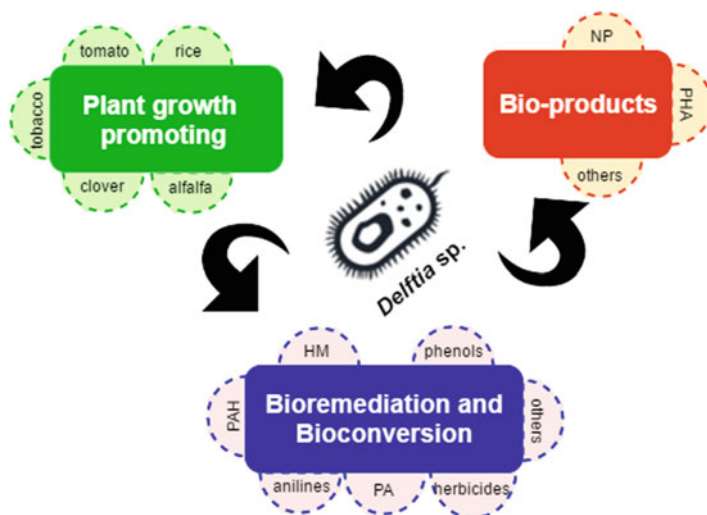 tomato
rice
tobacco
Plant growth
promoting
clover
alfalfa
NP
Bio-products
PHA
others
Delftia sp.
HM
phenols
PAH
Bioremediation and
Bioconversion
others
anilines
PA
herbicides